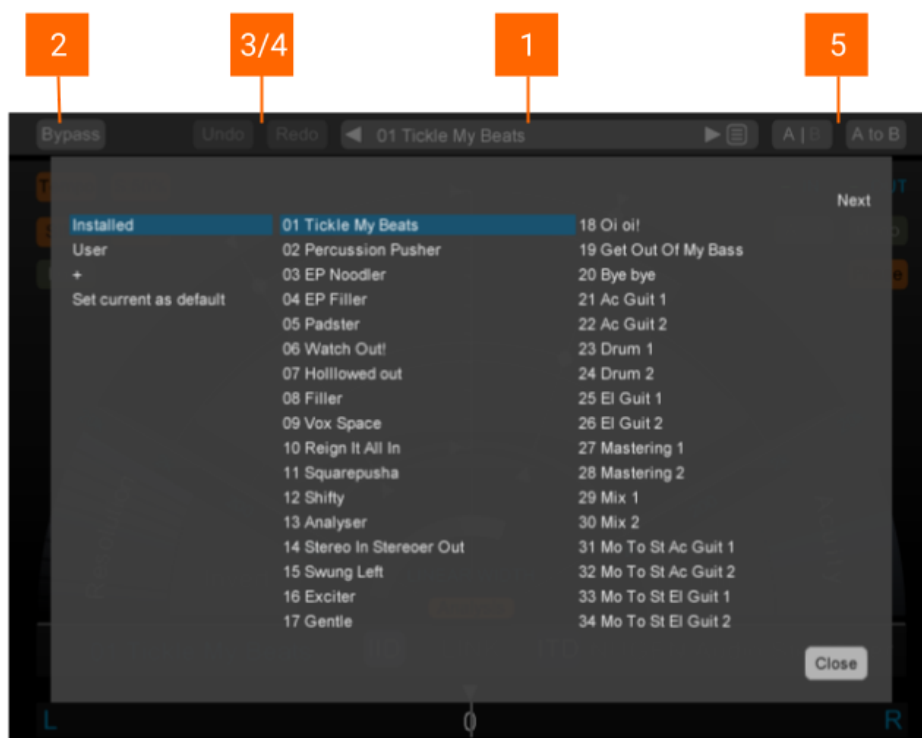 2 3/4 1 5
Bypass Undo Redo 01 Tickle My Beats A | B A to B
Next
Installed
User
+
Set current as default
01 Tickle My Beats
02 Percussion Pusher
03 EP Noodler
04 EP Filler
05 Padster
06 Watch Out!
07 Holllowed out
08 Filler
09 Vox Space
10 Reign It All In
11 Squarepusha
12 Shifty
13 Analyser
14 Stereo In Stereoer Out
15 Swung Left
16 Exciter
17 Gentle
18 Oi oi!
19 Get Out Of My Bass
20 Bye bye
21 Ac Guit 1
22 Ac Guit 2
23 Drum 1
24 Drum 2
25 El Guit 1
26 El Guit 2
27 Mastering 1
28 Mastering 2
29 Mix 1
30 Mix 2
31 Mo To St Ac Guit 1
32 Mo To St Ac Guit 2
33 Mo To St El Guit 1
34 Mo To St El Guit 2
Close
L 0 R